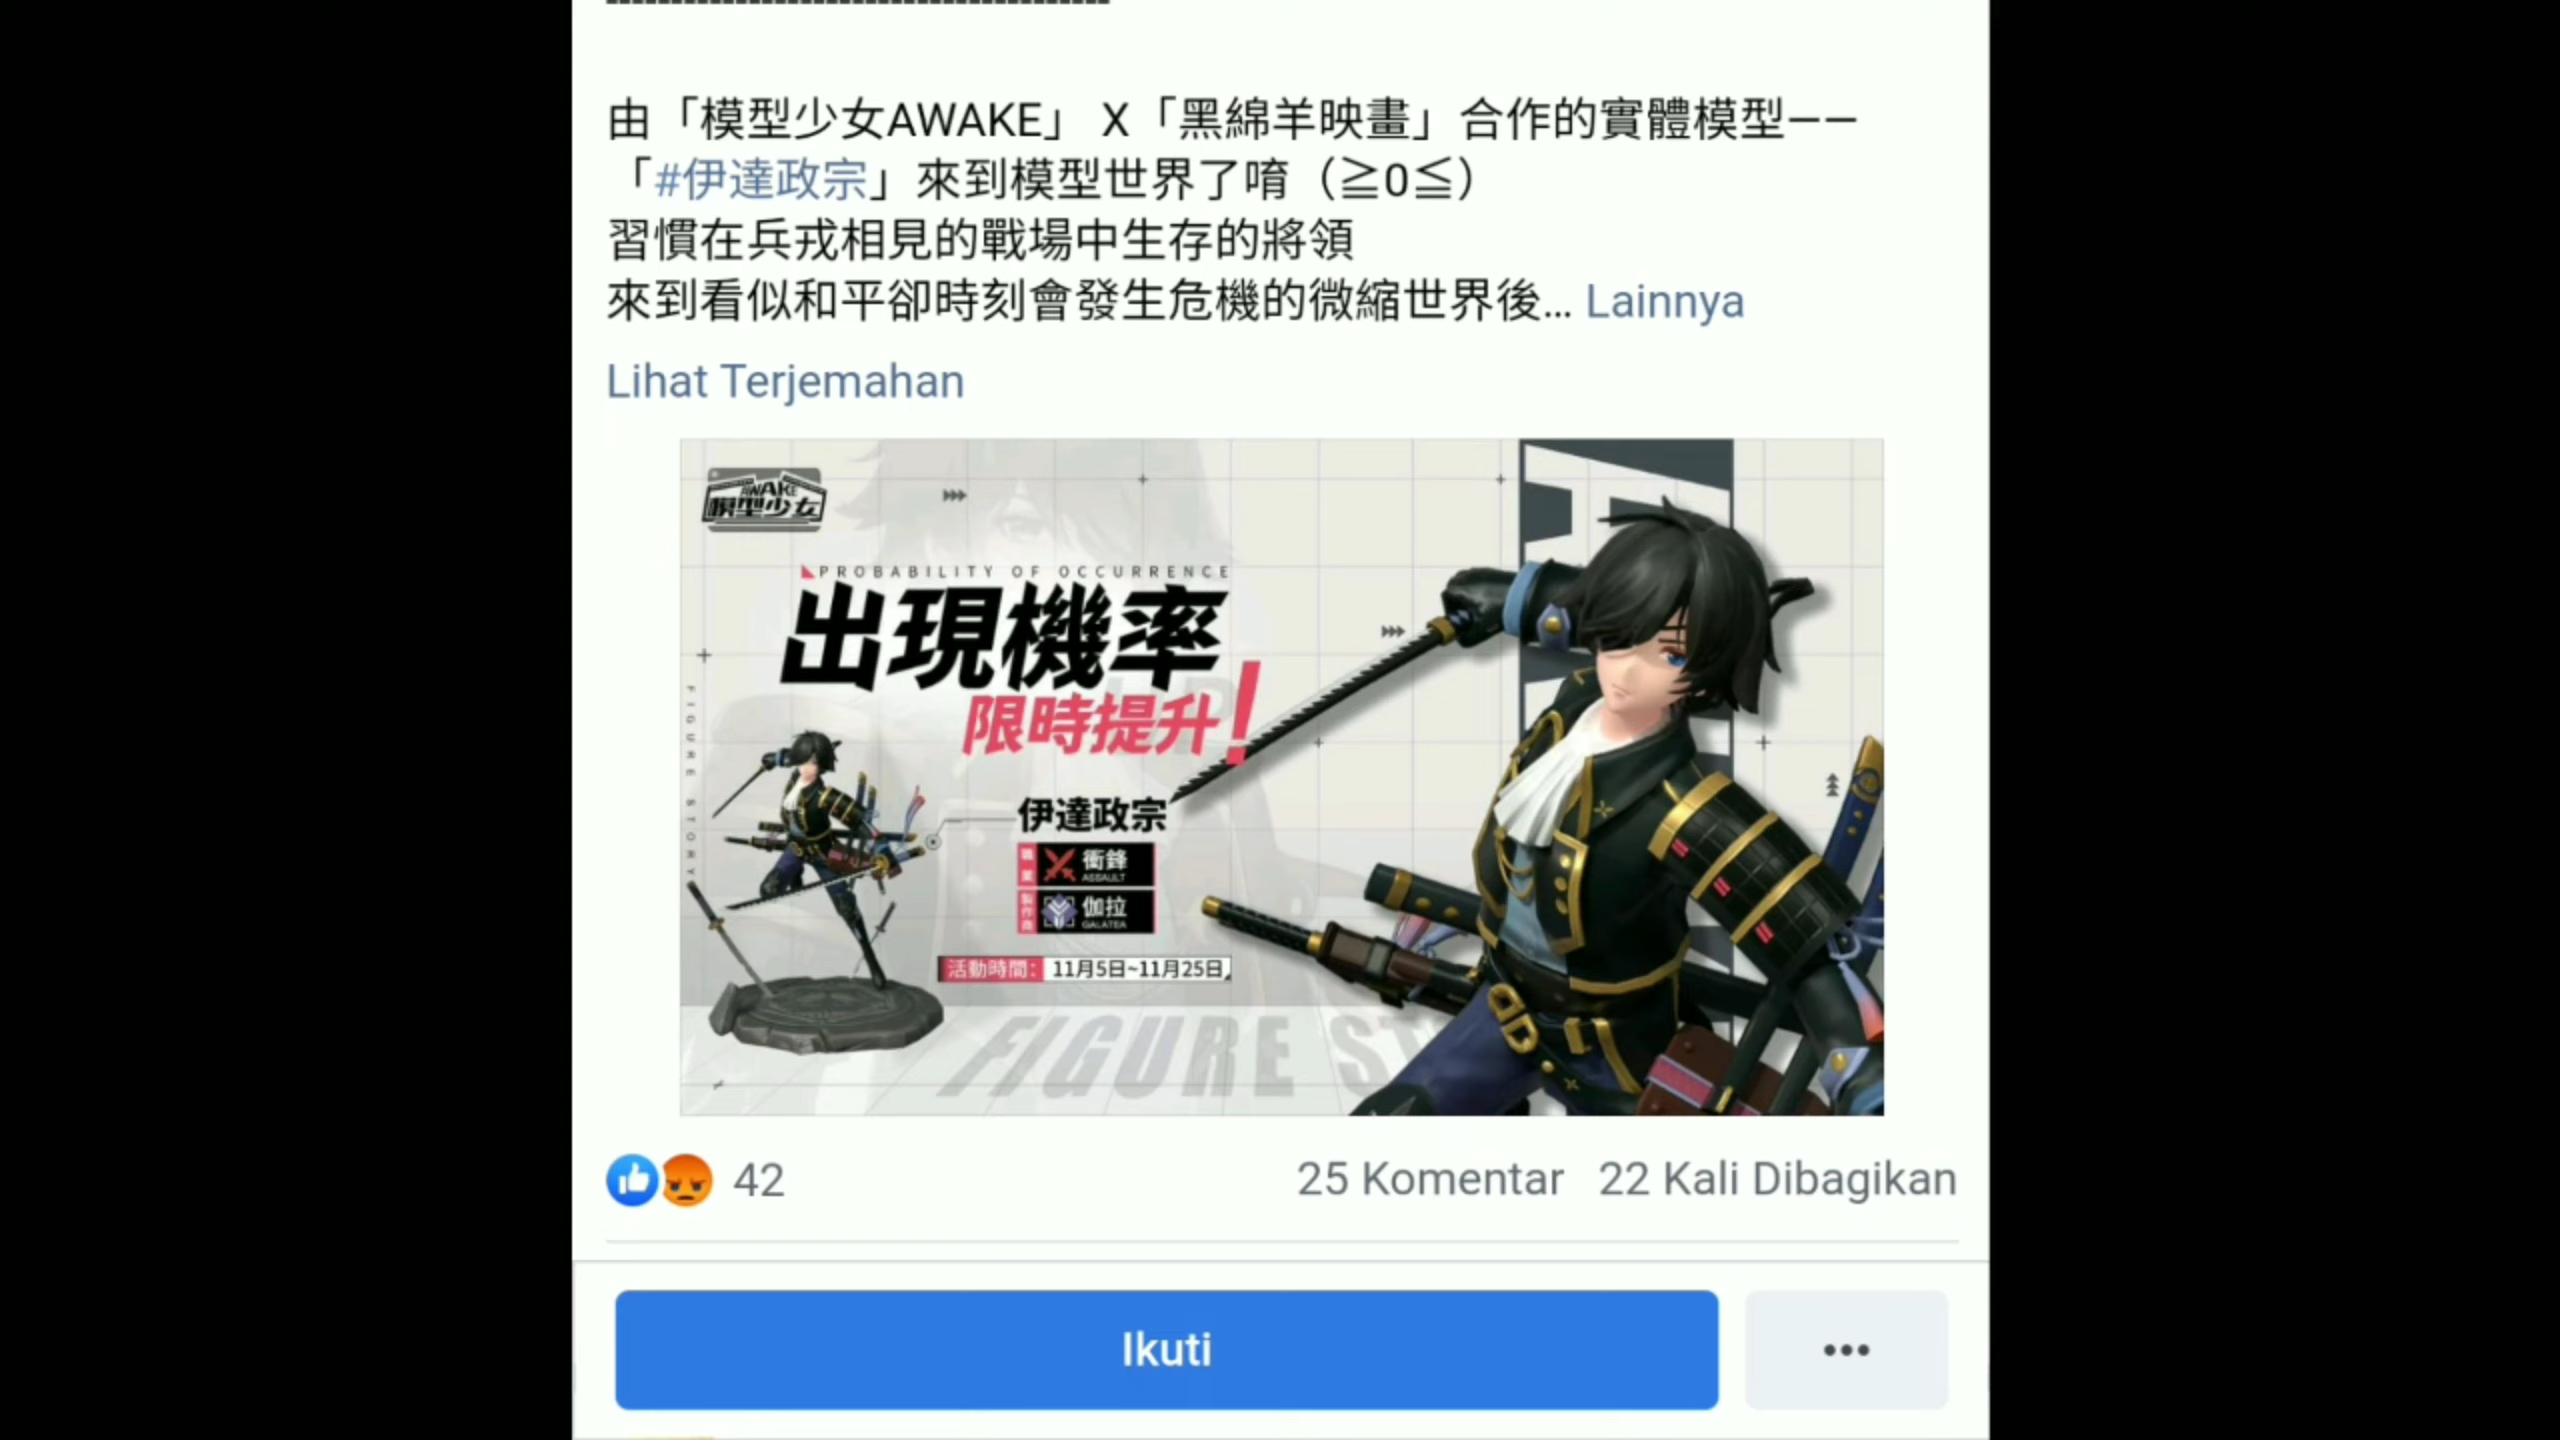 由「模型少女AWAKE」 X「黑綿羊映畫」合作的實體模型——
「#伊達政宗」來到模型世界了唷（≧0≦）
習慣在兵戎相見的戰場中生存的將領
來到看似和平卻時刻會發生危機的微縮世界後... Lainnya
Lihat Terjemahan
AWAKE
模型少女
PROBABILITY OF OCCURRENCE
出現機率
限時提升!
FIGURE STORY
伊達政宗
職業 衝鋒
ASSAULT
製作商 伽拉
GALATEA
活動時間: 11月5日~11月25日
FIGURE ST
42
25 Komentar 22 Kali Dibagikan
Ikuti